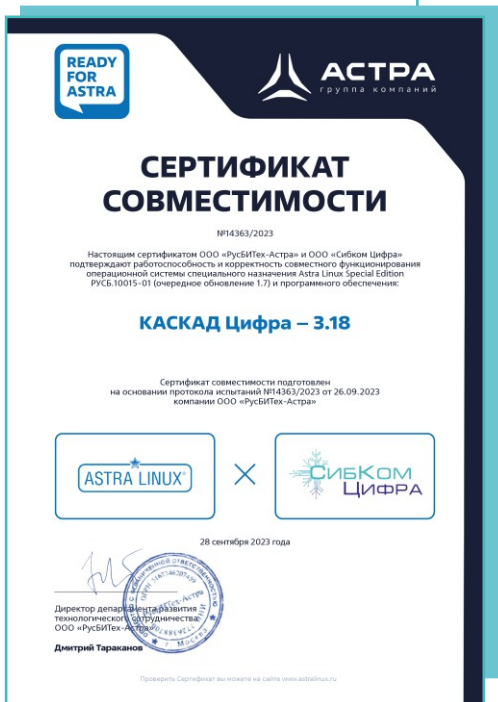 READY
FOR
ASTRA
АСТРА
группа компаний
СЕРТИФИКАТ
СОВМЕСТИМОСТИ
№14363/2023
Настоящим сертификатом ООО «РусБИТех-Астра» и ООО «Сибком Цифра»
подтверждают работоспособность и корректность совместного функционирования
операционной системы специального назначения Astra Linux Special Edition
РУСБ.10015-01 (очередное обновление 1.7) и программного обеспечения:
КАСКАД Цифра – 3.18
Сертификат совместимости подготовлен
на основании протокола испытаний №14363/2023 от 26.09.2023
компании ООО «РусБИТех-Астра»
ASTRA LINUX®
СИБКОМ
ЦИФРА
28 сентября 2023 года
Директор департамента развития
технологического сотрудничества
ООО «РусБИТех-Астра»
Дмитрий Тараканов
г. Москва
Проверить Сертификат вы можете на сайте www.astralinux.ru